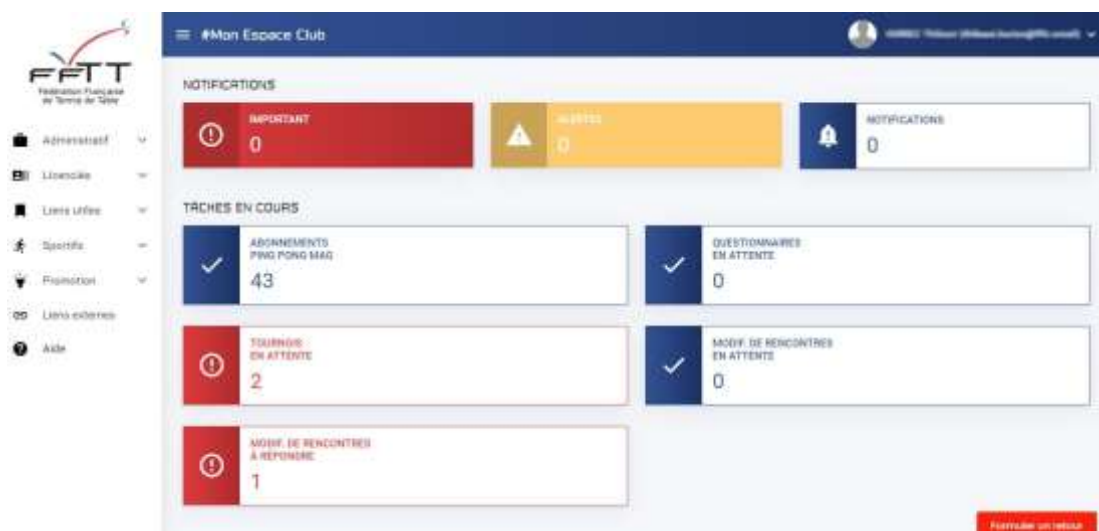 #Mon Espace Club
FFTT
Fédération Française
de Tennis de Table
Administratif
Licenciés
Liens utiles
Sportifs
Promotion
Liens externes
Aide
NOTIFICATIONS
IMPORTANT
0
ALERTES
0
NOTIFICATIONS
0
TÂCHES EN COURS
ABONNEMENTS
PING PONG MAG
43
QUESTIONNAIRES
EN ATTENTE
0
TOURNOIS
EN ATTENTE
2
MODIF. DE RENCONTRES
EN ATTENTE
0
MODIF. DE RENCONTRES
À RÉPONDRE
1
Formuler un retour